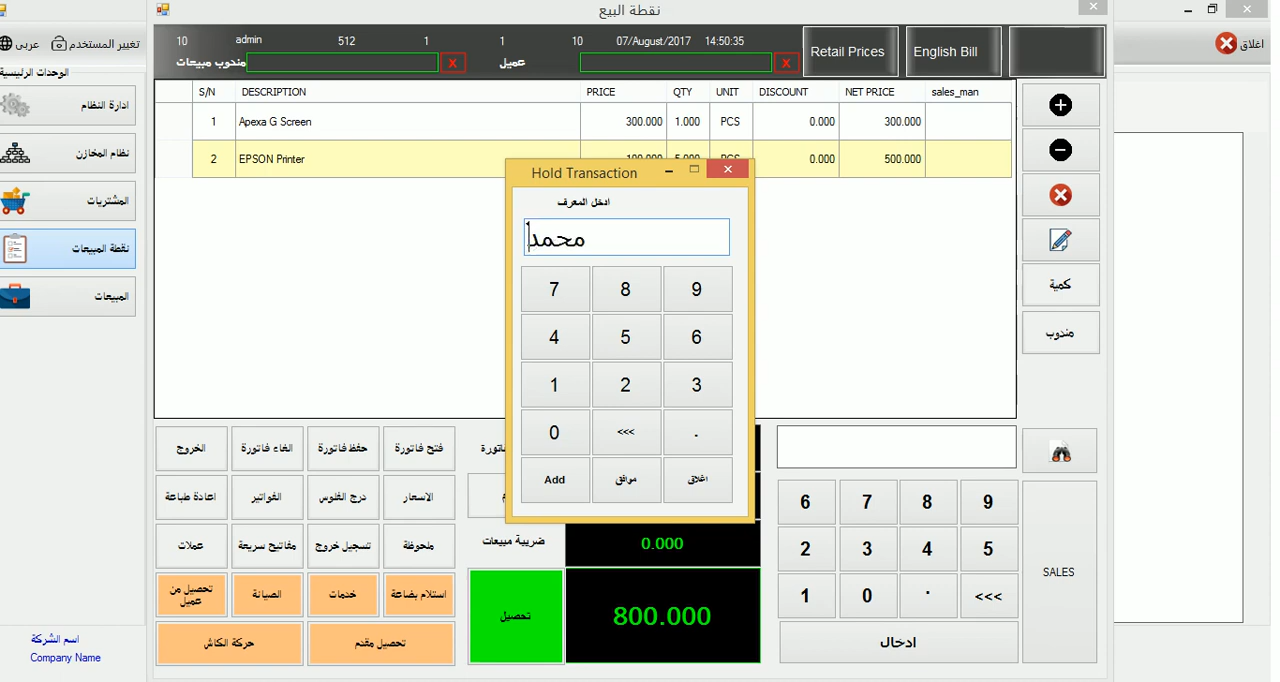 نقطة البيع
تغيير المستخدم
عربى
اغلاق
الوحدات الرئيسية
ادارة النظام
نظام المخازن
المشتريات
نقطة المبيعات
المبيعات
اسم الشركة
Company Name
10 admin 512 1 1 10 07/August/2017 14:50:35
مندوب مبيعات X عميل X
Retail Prices
English Bill
S/N DESCRIPTION PRICE QTY UNIT DISCOUNT NET PRICE sales_man
1 Apexa G Screen 300.000 1.000 PCS 0.000 300.000
2 EPSON Printer 0.000 500.000
كمية
مندوب
Hold Transaction
ادخل المعرف
محمد
7 8 9
4 5 6
1 2 3
0 <<< .
Add موافق اغلاق
الخروج الغاء فاتورة حفظ فاتورة فتح فاتورة
اعادة طباعة الفواتير درج الفلوس الاسعار
عملات مفاتيح سريعة تسجيل خروج ملحوظة
تحصيل من عميل الصيانة خدمات استلام بضاعة
حركة الكاش تحصيل مقدم
ضريبة مبيعات 0.000
تحصيل 800.000
6 7 8 9
2 3 4 5
1 0 . <<<
ادخال
SALES